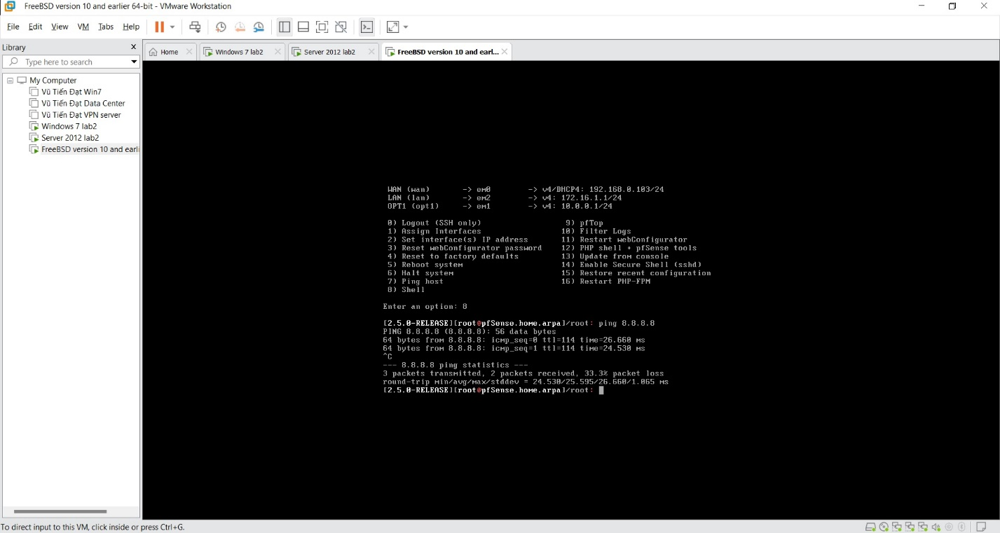 FreeBSD version 10 and earlier 64-bit - VMware Workstation
File Edit View VM Tabs Help
Library
Type here to search
My Computer
Vũ Tiến Đạt Win7
Vũ Tiến Đạt Data Center
Vũ Tiến Đạt VPN server
Windows 7 lab2
Server 2012 lab2
FreeBSD version 10 and earli
Home
Windows 7 lab2
Server 2012 lab2
FreeBSD version 10 and earl...
WAN (wan) -> em0 -> v4/DHCP4: 192.168.0.103/24
LAN (lan) -> em2 -> v4: 172.16.1.1/24
OPT1 (opt1) -> em1 -> v4: 10.0.0.1/24
0) Logout (SSH only) 9) pfTop
1) Assign Interfaces 10) Filter Logs
2) Set interface(s) IP address 11) Restart webConfigurator
3) Reset webConfigurator password 12) PHP shell + pfSense tools
4) Reset to factory defaults 13) Update from console
5) Reboot system 14) Enable Secure Shell (sshd)
6) Halt system 15) Restore recent configuration
7) Ping host 16) Restart PHP-FPM
8) Shell
Enter an option: 8
[2.5.0-RELEASE][root@pfSense.home.arpa]/root: ping 8.8.8.8
PING 8.8.8.8 (8.8.8.8): 56 data bytes
64 bytes from 8.8.8.8: icmp_seq=0 ttl=114 time=26.660 ms
64 bytes from 8.8.8.8: icmp_seq=1 ttl=114 time=24.530 ms
^C
--- 8.8.8.8 ping statistics ---
3 packets transmitted, 2 packets received, 33.3% packet loss
round-trip min/avg/max/stddev = 24.530/25.595/26.660/1.065 ms
[2.5.0-RELEASE][root@pfSense.home.arpa]/root:
To direct input to this VM, click inside or press Ctrl+G.